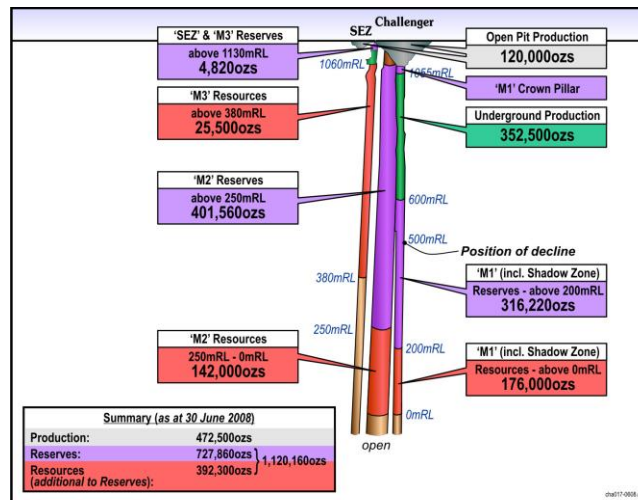 SEZ Challenger
'SEZ' & 'M3' Reserves
above 1130mRL
4,820ozs
1060mRL
1055mRL
Open Pit Production
120,000ozs
'M1' Crown Pillar
'M3' Resources
above 380mRL
25,500ozs
Underground Production
352,500ozs
'M2' Reserves
above 250mRL
401,560ozs
600mRL
500mRL
Position of decline
380mRL
'M1' (incl. Shadow Zone)
Reserves - above 200mRL
316,220ozs
250mRL
'M2' Resources
250mRL - 0mRL
142,000ozs
200mRL
'M1' (incl. Shadow Zone)
Resources - above 0mRL
176,000ozs
0mRL
open
Summary (as at 30 June 2008)
Production: 472,500ozs
Reserves: 727,860ozs
1,120,160ozs
Resources 392,300ozs
(additional to Reserves):
cha017-0608